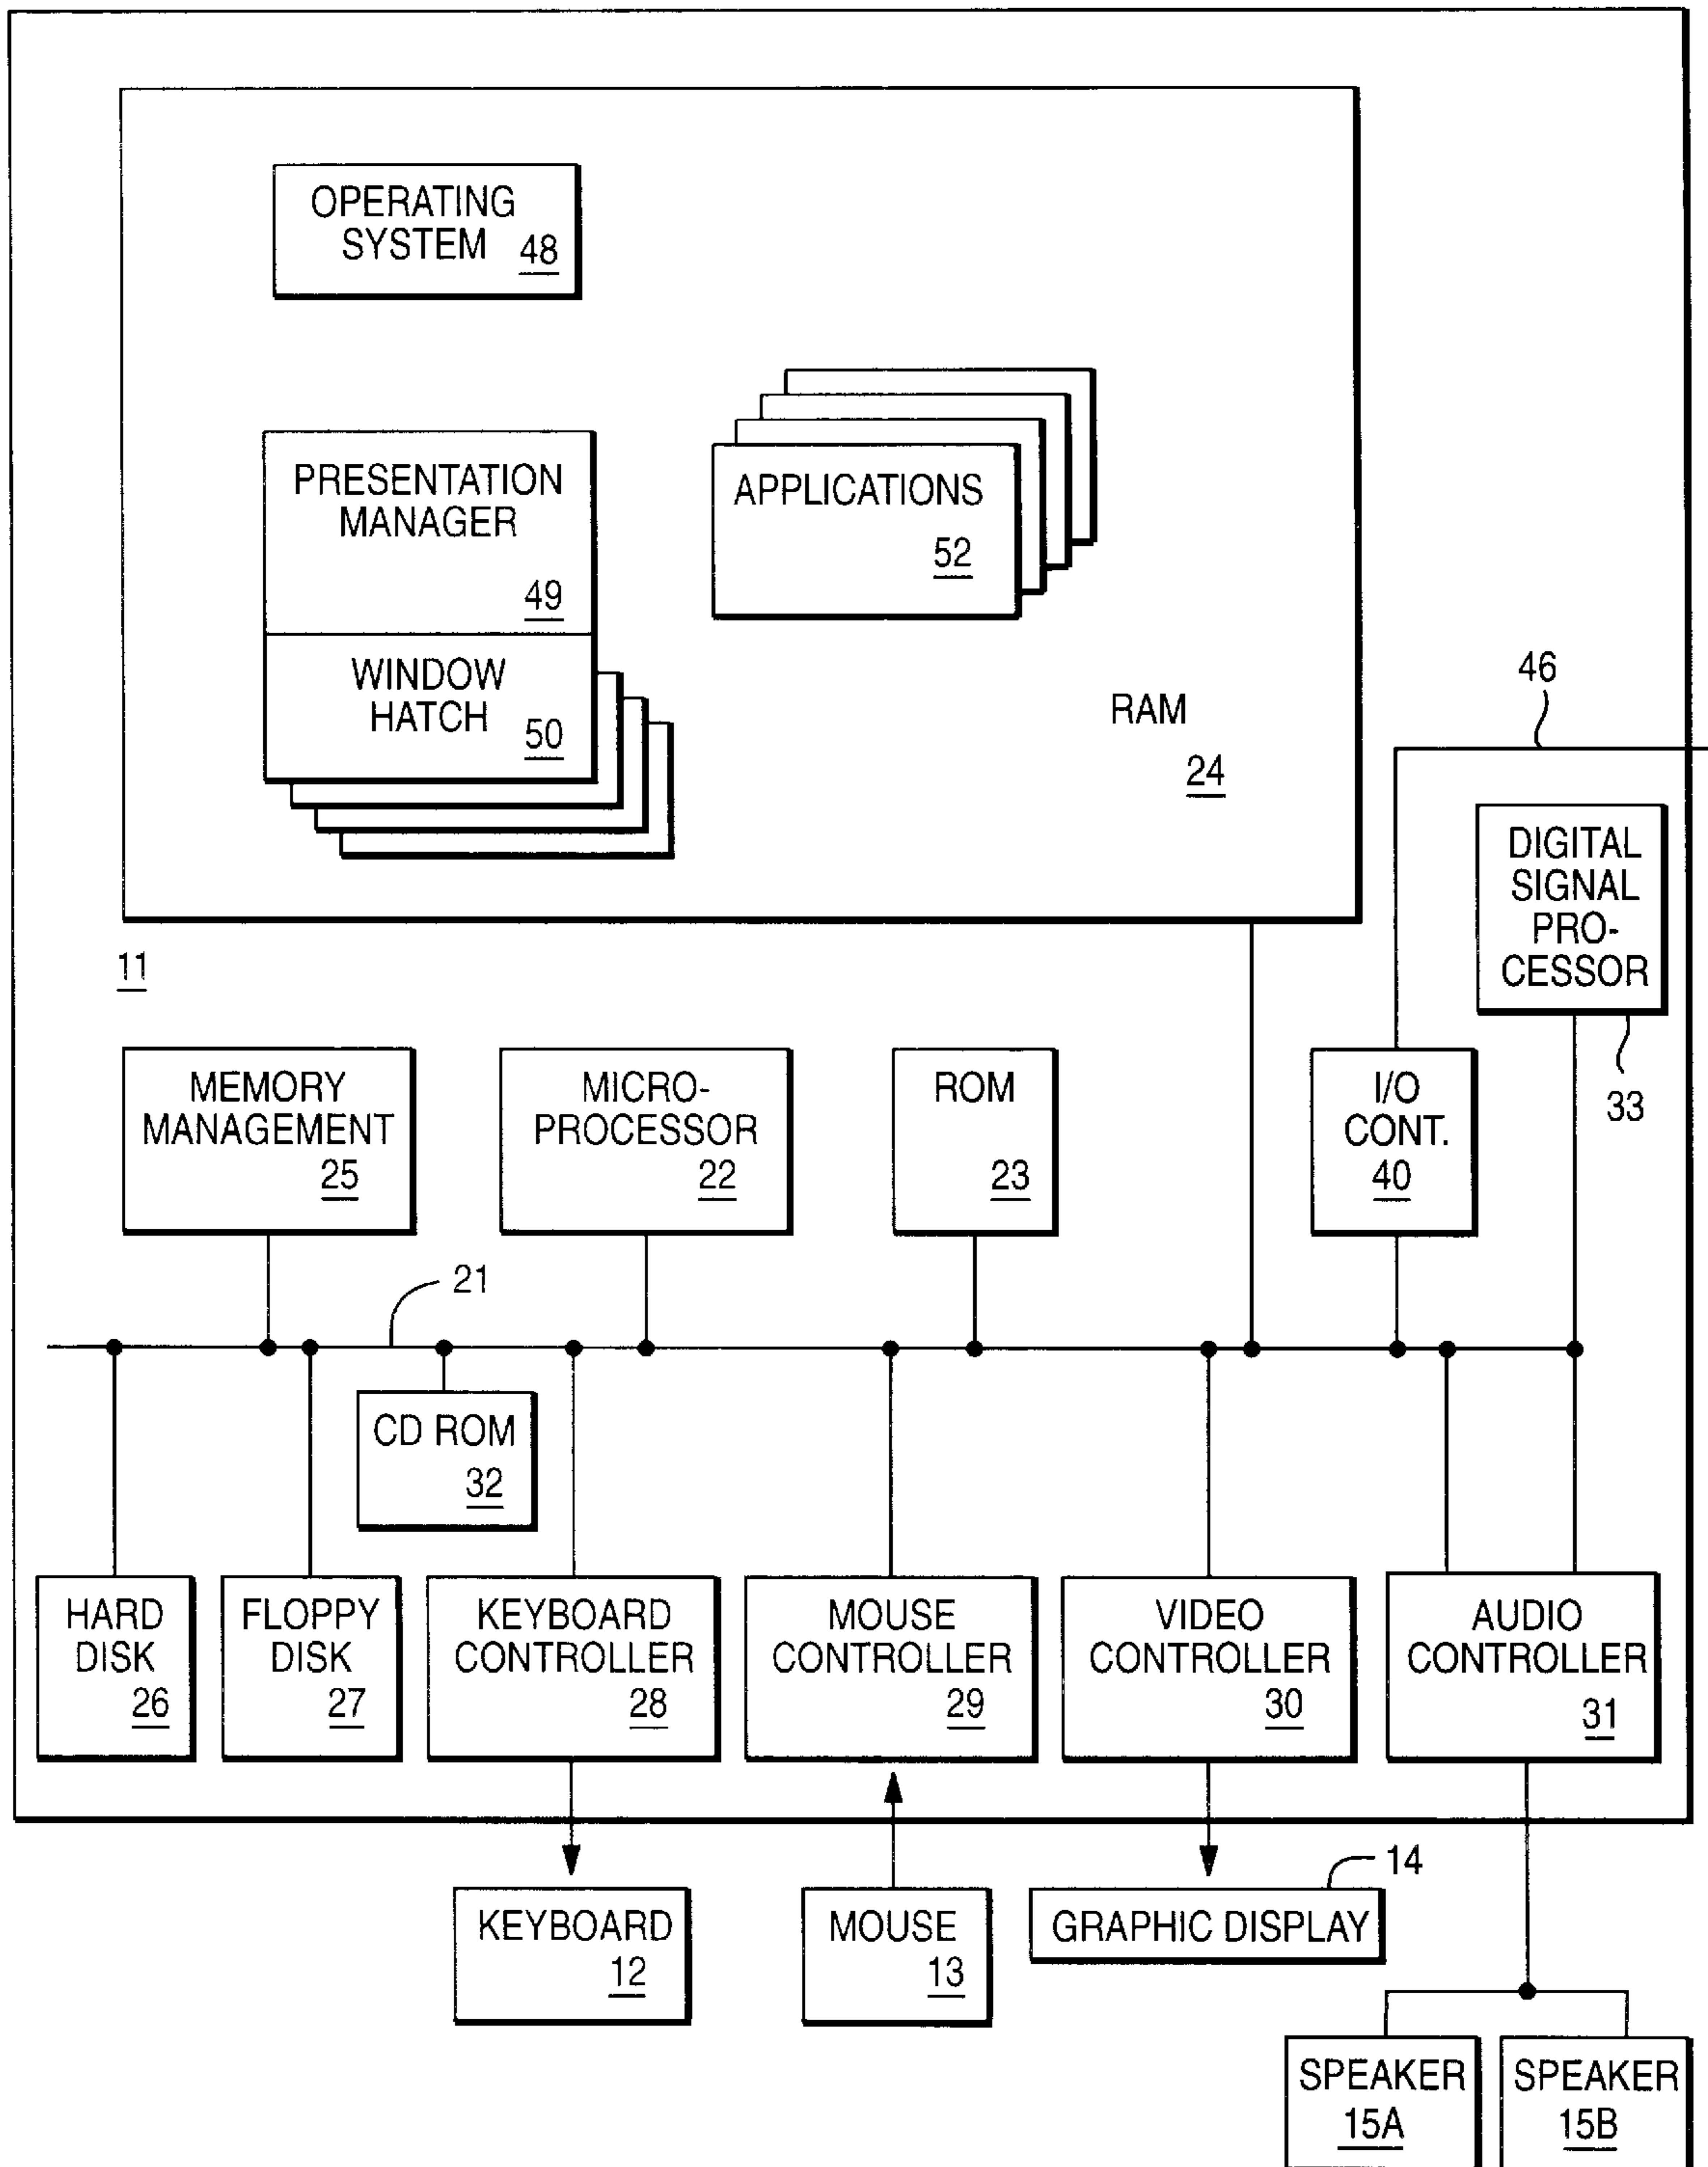 OPERATING
SYSTEM 48
PRESENTATION
MANAGER
49
WINDOW
HATCH 50
APPLICATIONS
52
RAM
24
46
DIGITAL
SIGNAL
PRO-
CESSOR
33
11
MEMORY
MANAGEMENT
25
MICRO-
PROCESSOR
22
ROM
23
I/O
CONT.
40
21
CD ROM
32
HARD
DISK
26
FLOPPY
DISK
27
KEYBOARD
CONTROLLER
28
MOUSE
CONTROLLER
29
VIDEO
CONTROLLER
30
AUDIO
CONTROLLER
31
KEYBOARD
12
MOUSE
13
14
GRAPHIC DISPLAY
SPEAKER
15A
SPEAKER
15B